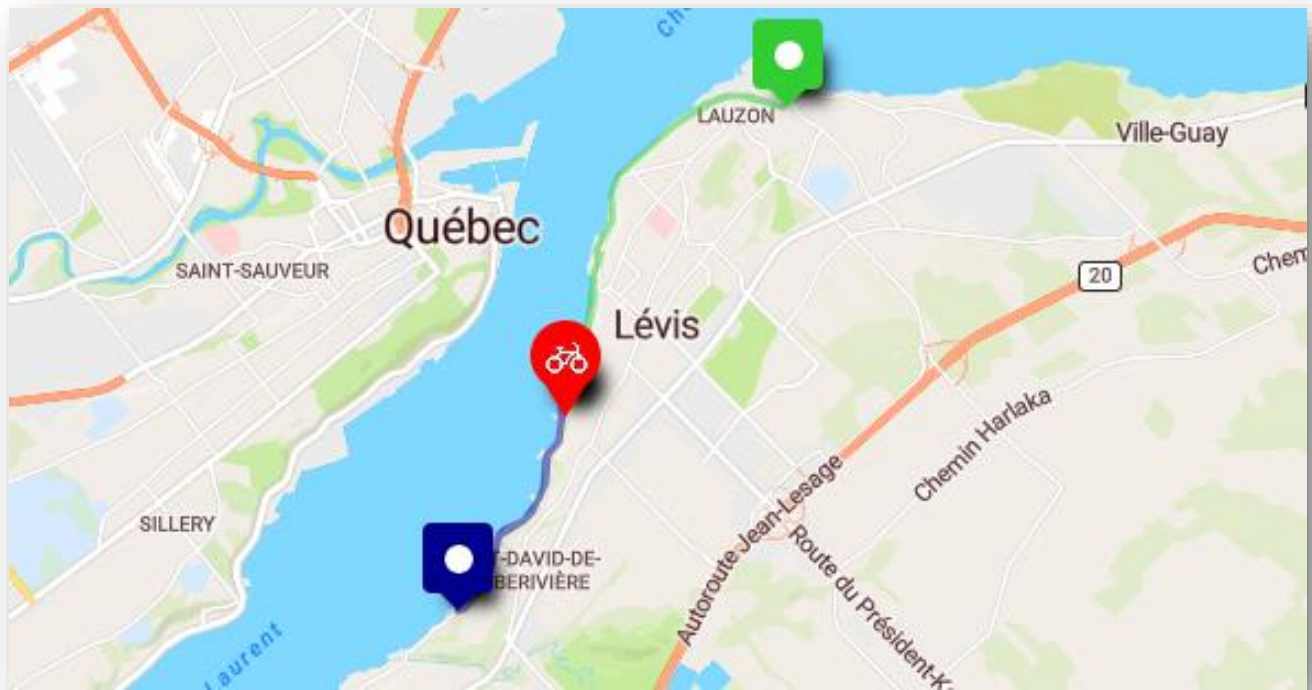 Ch
LAUZON
Ville-Guay
Québec
SAINT-SAUVEUR
20
Chem
Lévis
Chemin Harlaka
Autoroute Jean-Lesage
SILLERY
T-DAVID-DE-
BERIVIÈRE
Route du Président-K
Laurent